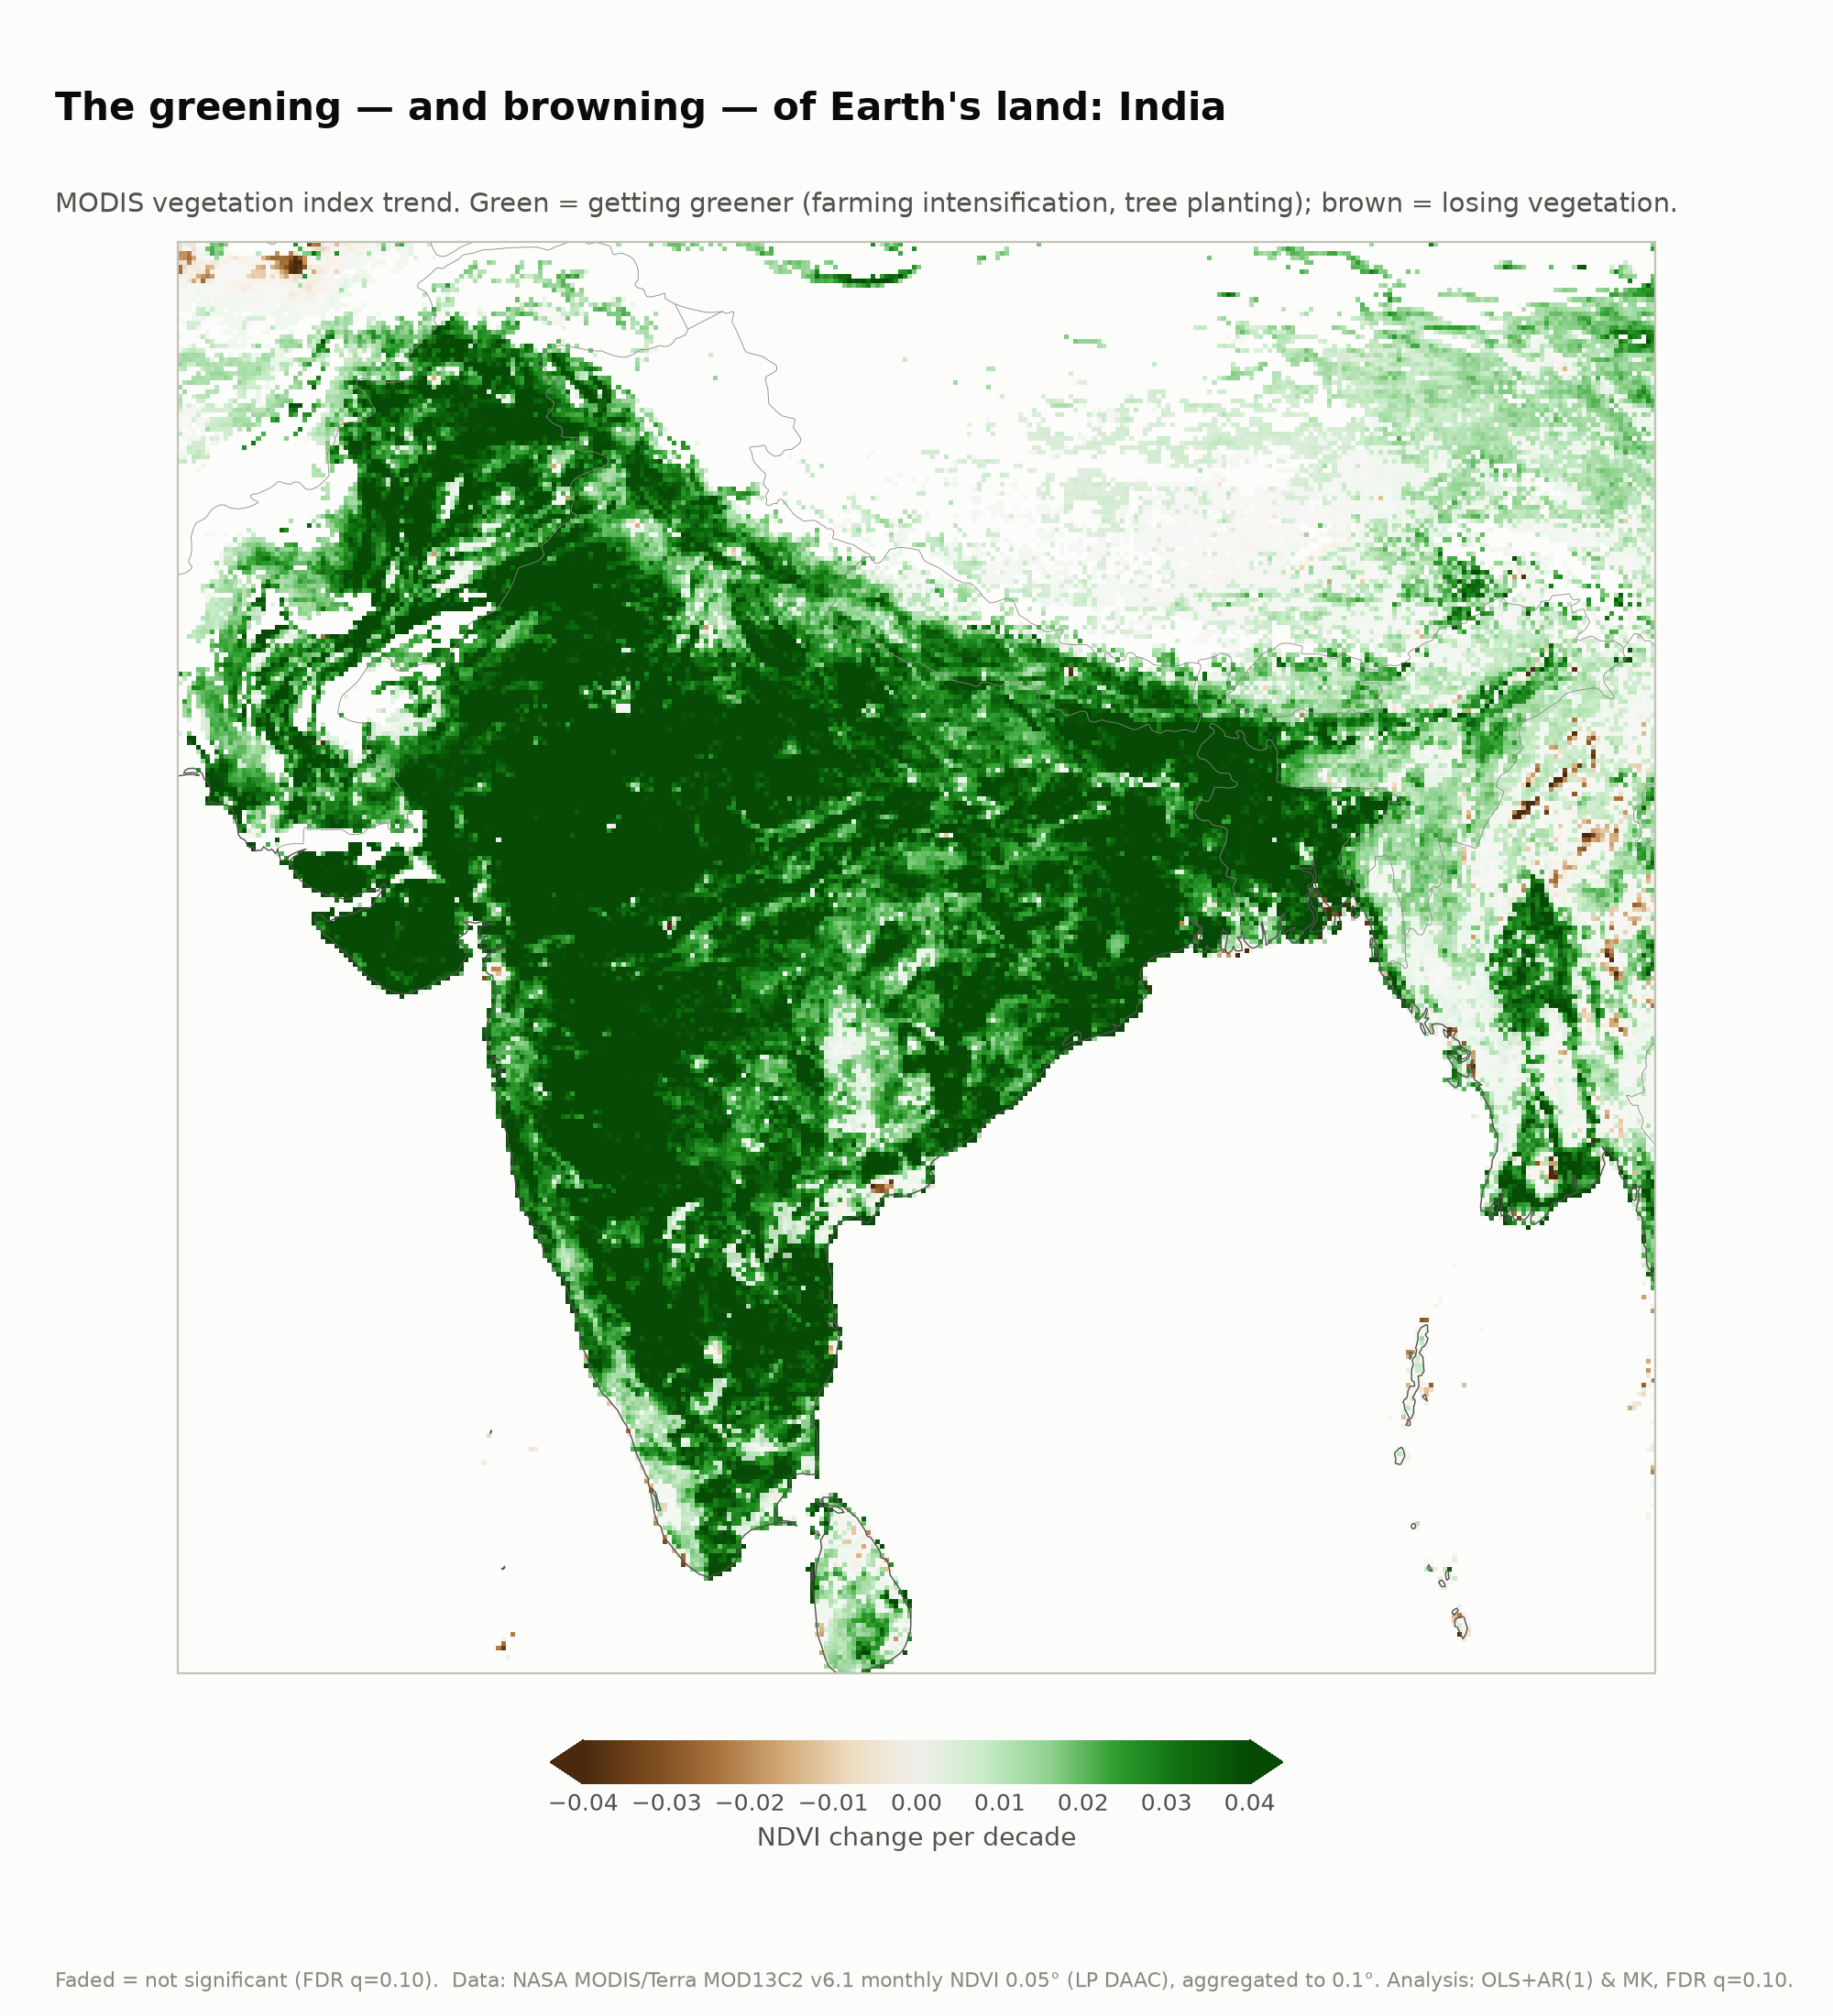 The greening — and browning — of Earth's land: India
MODIS vegetation index trend. Green = getting greener (farming intensification, tree planting); brown = losing vegetation.
−0.04 −0.03 −0.02 −0.01 0.00 0.01 0.02 0.03 0.04
NDVI change per decade
Faded = not significant (FDR q=0.10).  Data: NASA MODIS/Terra MOD13C2 v6.1 monthly NDVI 0.05° (LP DAAC), aggregated to 0.1°. Analysis: OLS+AR(1) & MK, FDR q=0.10.